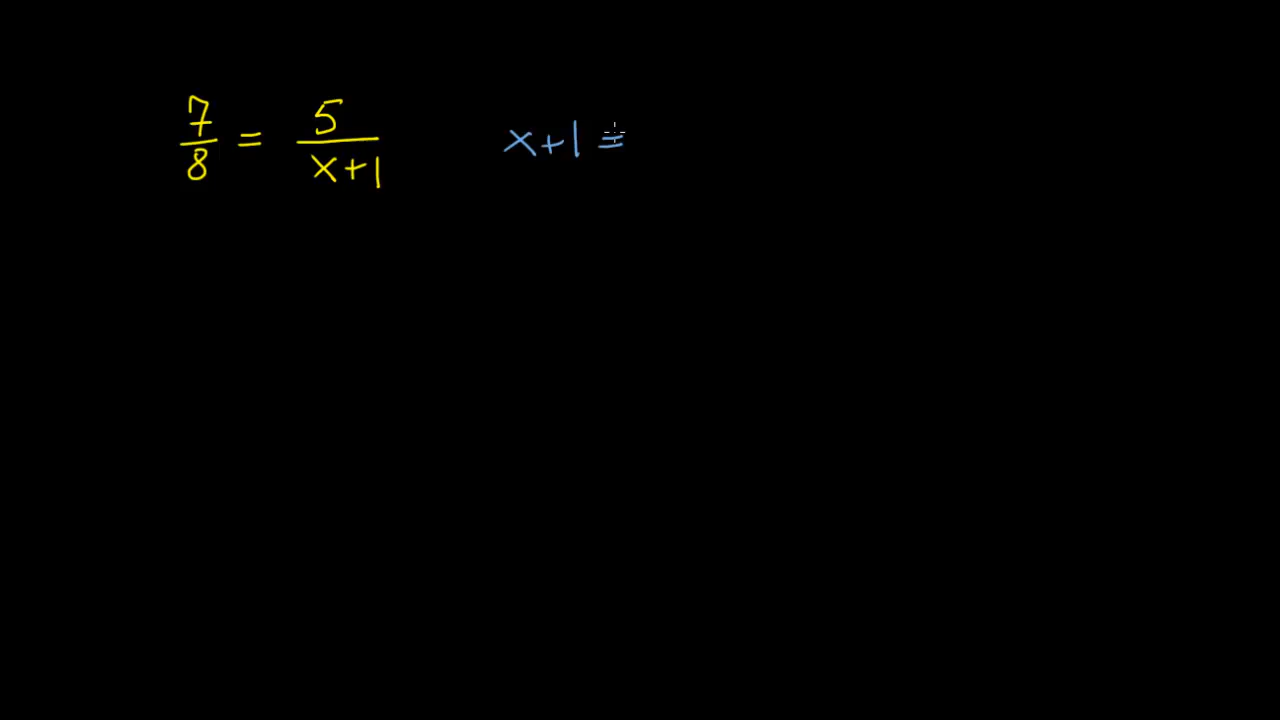 7/8 = 5/(x+1) x+1 =